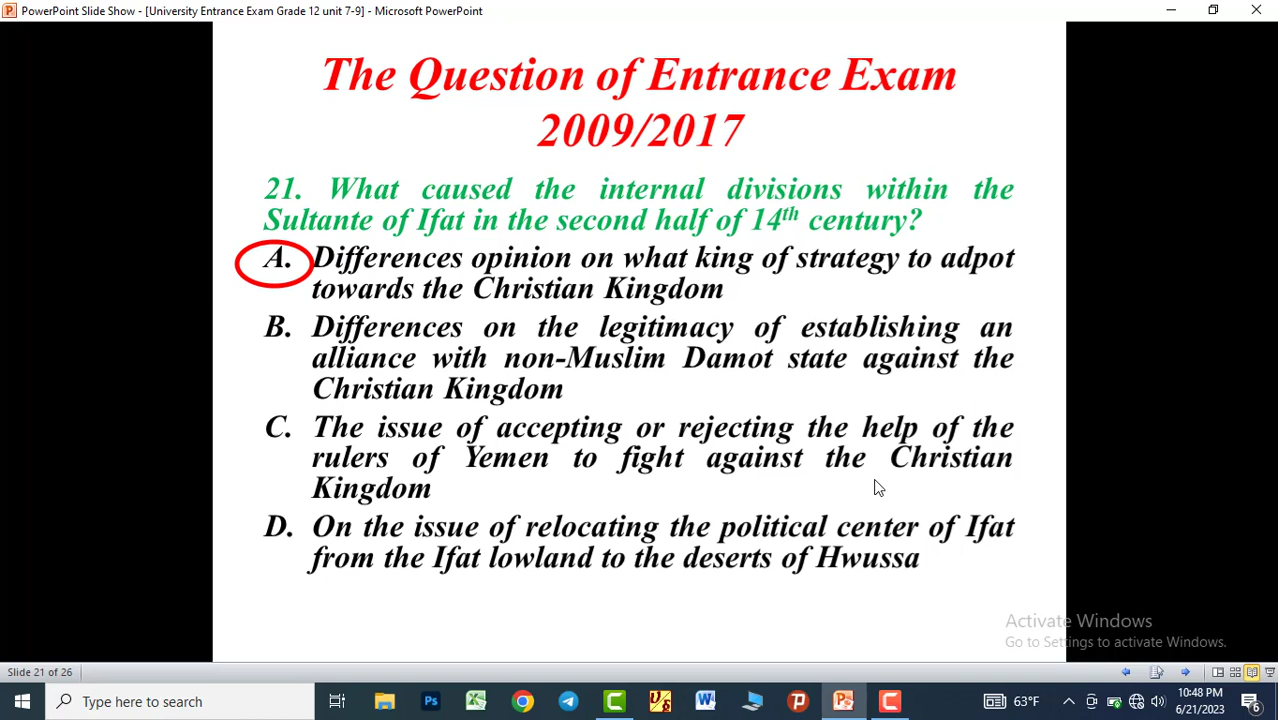 PowerPoint Slide Show - [University Entrance Exam Grade 12 unit 7-9] - Microsoft PowerPoint
The Question of Entrance Exam
2009/2017
21. What caused the internal divisions within the
Sultante of Ifat in the second half of 14th century?
A. Differences opinion on what king of strategy to adpot
towards the Christian Kingdom
B. Differences on the legitimacy of establishing an
alliance with non-Muslim Damot state against the
Christian Kingdom
C. The issue of accepting or rejecting the help of the
rulers of Yemen to fight against the Christian
Kingdom
D. On the issue of relocating the political center of Ifat
from the Ifat lowland to the deserts of Hwussa
Activate Windows
Go to Settings to activate Windows.
Slide 21 of 26
Type here to search
63°F
10:48 PM
6/21/2023
6